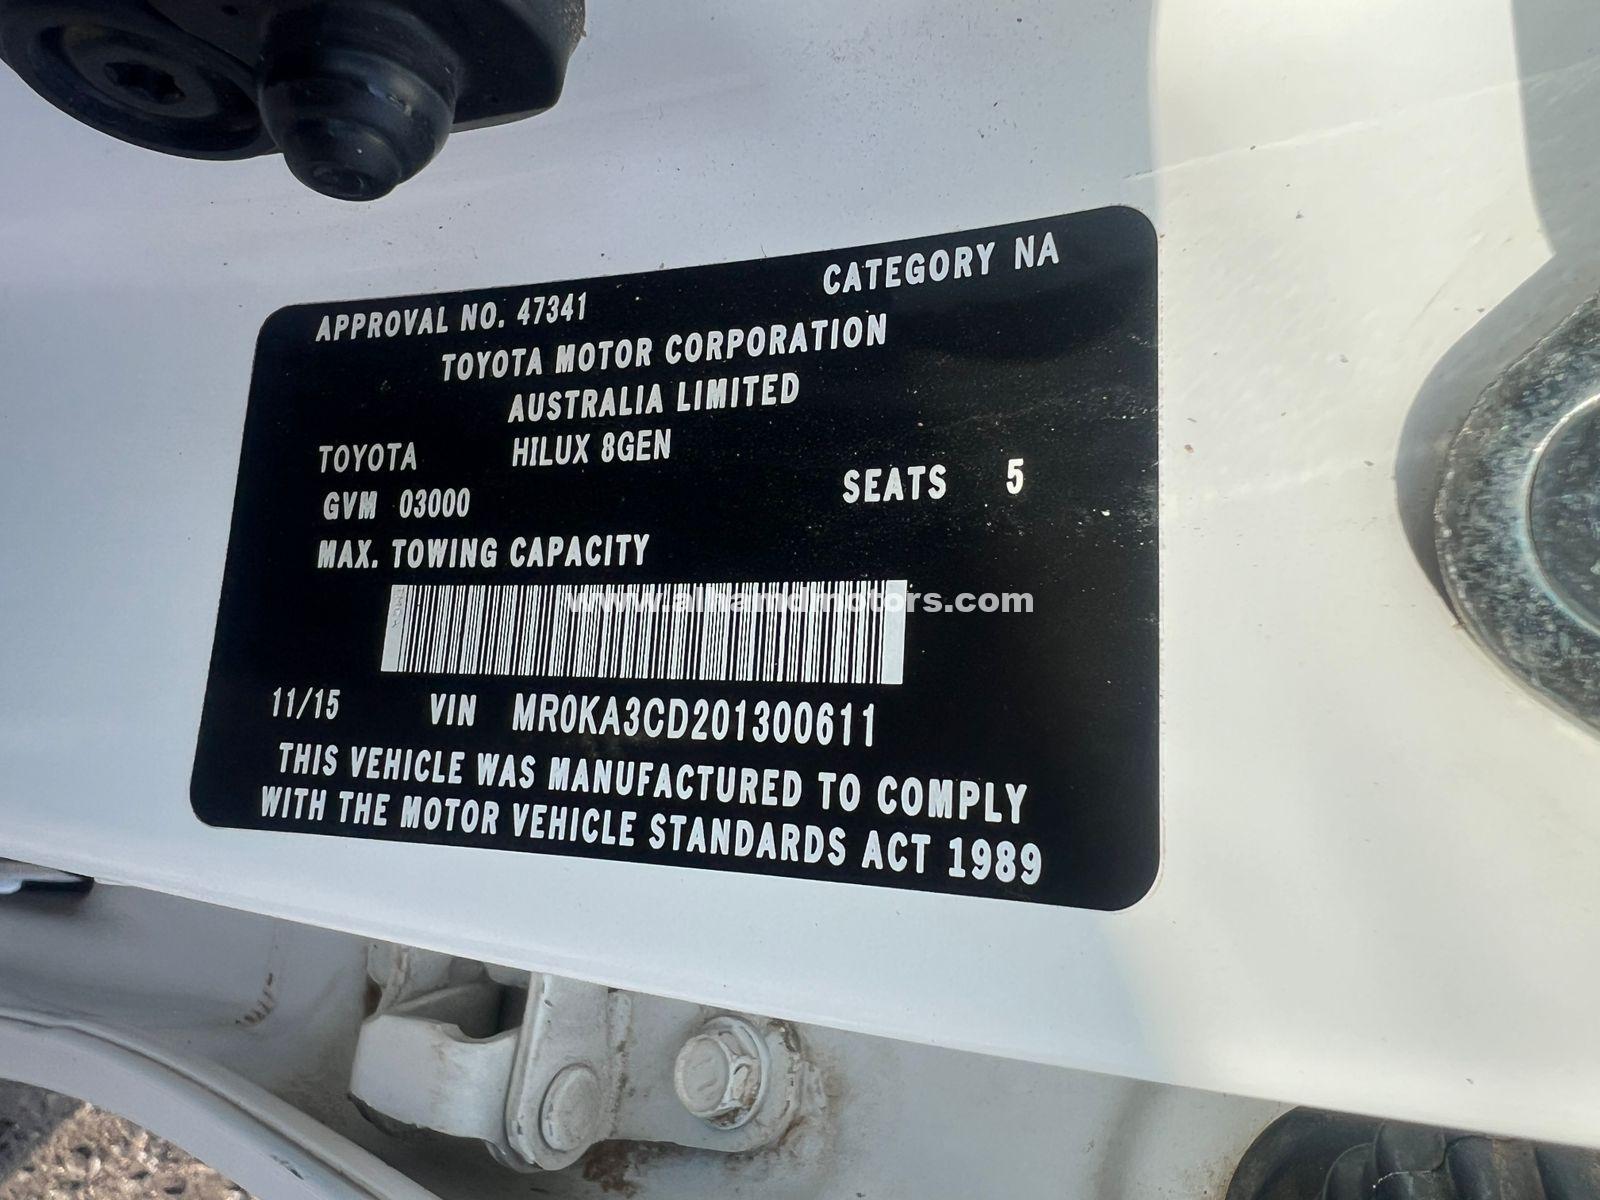 APPROVAL NO. 47341 CATEGORY NA
TOYOTA MOTOR CORPORATION
AUSTRALIA LIMITED
TOYOTA HILUX 8GEN
GVM 03000 SEATS 5
MAX. TOWING CAPACITY
www.alhamdmotors.com
11/15 VIN MR0KA3CD201300611
THIS VEHICLE WAS MANUFACTURED TO COMPLY
WITH THE MOTOR VEHICLE STANDARDS ACT 1989